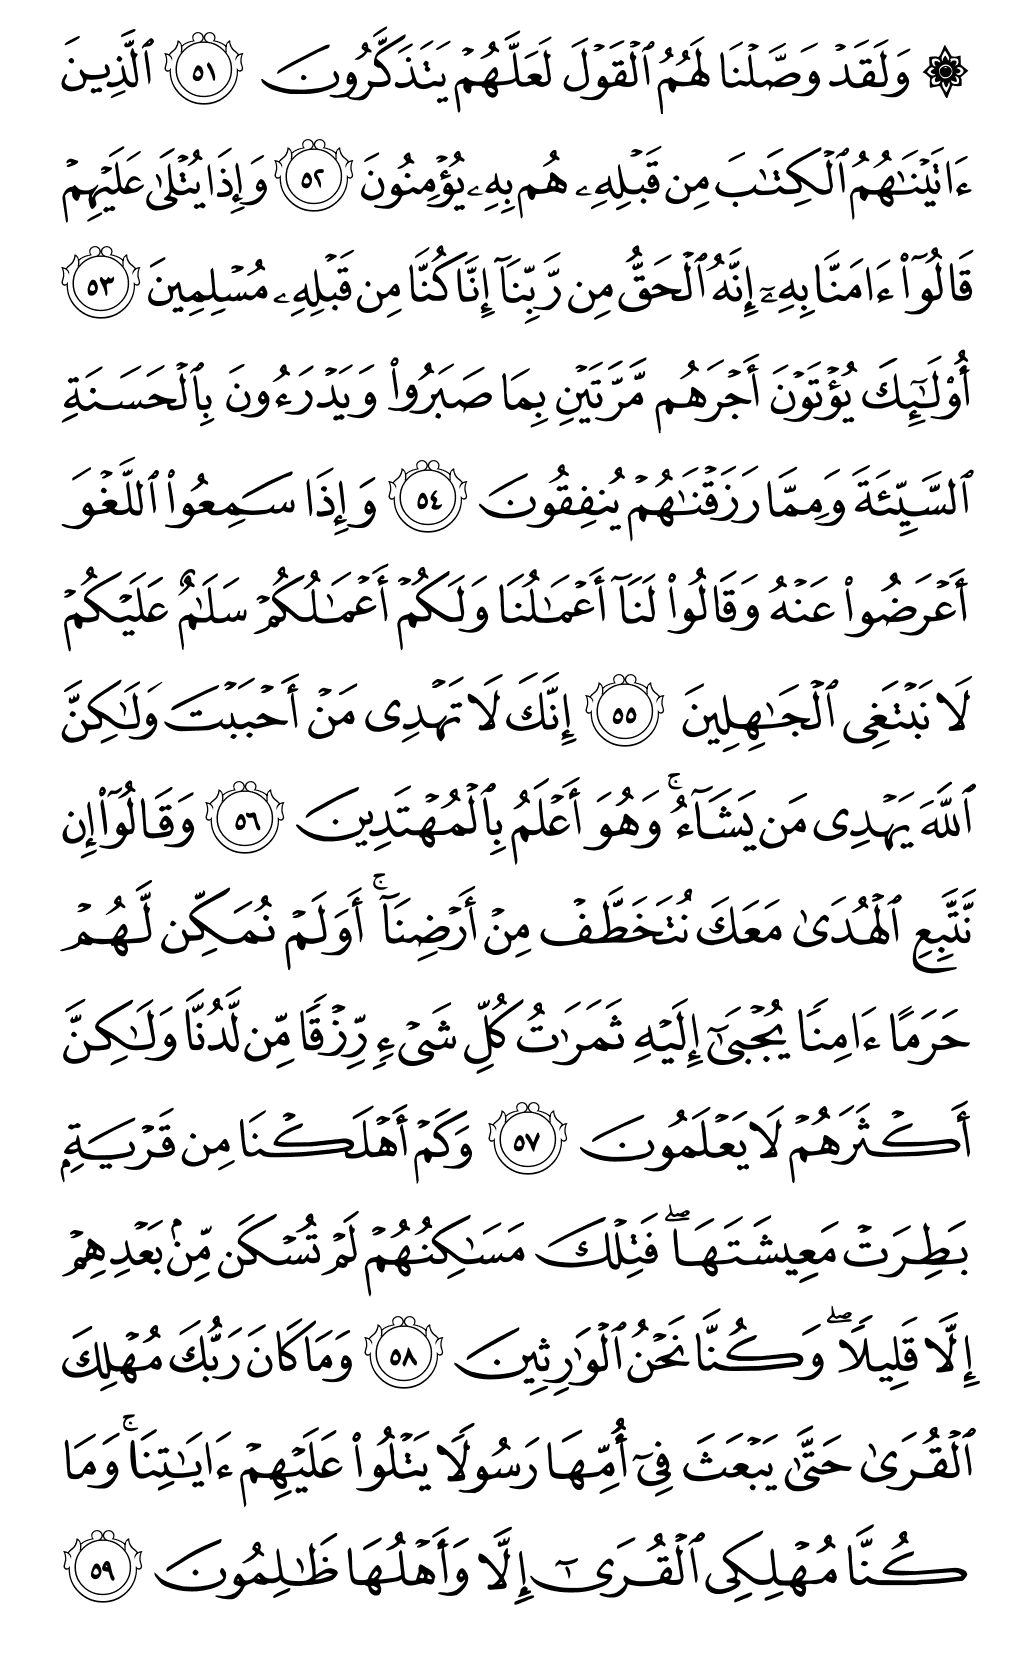 ۞ وَلَقَدۡ وَصَّلۡنَا لَهُمُ ٱلۡقَوۡلَ لَعَلَّهُمۡ يَتَذَكَّرُونَ ٥١ ٱلَّذِينَ
ءَاتَيۡنَٰهُمُ ٱلۡكِتَٰبَ مِن قَبۡلِهِۦ هُم بِهِۦ يُؤۡمِنُونَ ٥٢ وَإِذَا يُتۡلَىٰ عَلَيۡهِمۡ
قَالُوٓاْ ءَامَنَّا بِهِۦٓ إِنَّهُ ٱلۡحَقُّ مِن رَّبِّنَآ إِنَّا كُنَّا مِن قَبۡلِهِۦ مُسۡلِمِينَ ٥٣
أُوْلَٰٓئِكَ يُؤۡتَوۡنَ أَجۡرَهُم مَّرَّتَيۡنِ بِمَا صَبَرُواْ وَيَدۡرَءُونَ بِٱلۡحَسَنَةِ
ٱلسَّيِّئَةَ وَمِمَّا رَزَقۡنَٰهُمۡ يُنفِقُونَ ٥٤ وَإِذَا سَمِعُواْ ٱللَّغۡوَ
أَعۡرَضُواْ عَنۡهُ وَقَالُواْ لَنَآ أَعۡمَٰلُنَا وَلَكُمۡ أَعۡمَٰلُكُمۡ سَلَٰمٌ عَلَيۡكُمۡ
لَا نَبۡتَغِي ٱلۡجَٰهِلِينَ ٥٥ إِنَّكَ لَا تَهۡدِي مَنۡ أَحۡبَبۡتَ وَلَٰكِنَّ
ٱللَّهَ يَهۡدِي مَن يَشَآءُۚ وَهُوَ أَعۡلَمُ بِٱلۡمُهۡتَدِينَ ٥٦ وَقَالُوٓاْ إِن
نَّتَّبِعِ ٱلۡهُدَىٰ مَعَكَ نُتَخَطَّفۡ مِنۡ أَرۡضِنَآۚ أَوَلَمۡ نُمَكِّن لَّهُمۡ
حَرَمًا ءَامِنٗا يُجۡبَىٰٓ إِلَيۡهِ ثَمَرَٰتُ كُلِّ شَيۡءٖ رِّزۡقٗا مِّن لَّدُنَّا وَلَٰكِنَّ
أَكۡثَرَهُمۡ لَا يَعۡلَمُونَ ٥٧ وَكَمۡ أَهۡلَكۡنَا مِن قَرۡيَةِۭ
بَطِرَتۡ مَعِيشَتَهَاۖ فَتِلۡكَ مَسَٰكِنُهُمۡ لَمۡ تُسۡكَن مِّنۢ بَعۡدِهِمۡ
إِلَّا قَلِيلٗاۖ وَكُنَّا نَحۡنُ ٱلۡوَٰرِثِينَ ٥٨ وَمَا كَانَ رَبُّكَ مُهۡلِكَ
ٱلۡقُرَىٰ حَتَّىٰ يَبۡعَثَ فِيٓ أُمِّهَا رَسُولٗا يَتۡلُواْ عَلَيۡهِمۡ ءَايَٰتِنَاۚ وَمَا
كُنَّا مُهۡلِكِي ٱلۡقُرَىٰٓ إِلَّا وَأَهۡلُهَا ظَٰلِمُونَ ٥٩